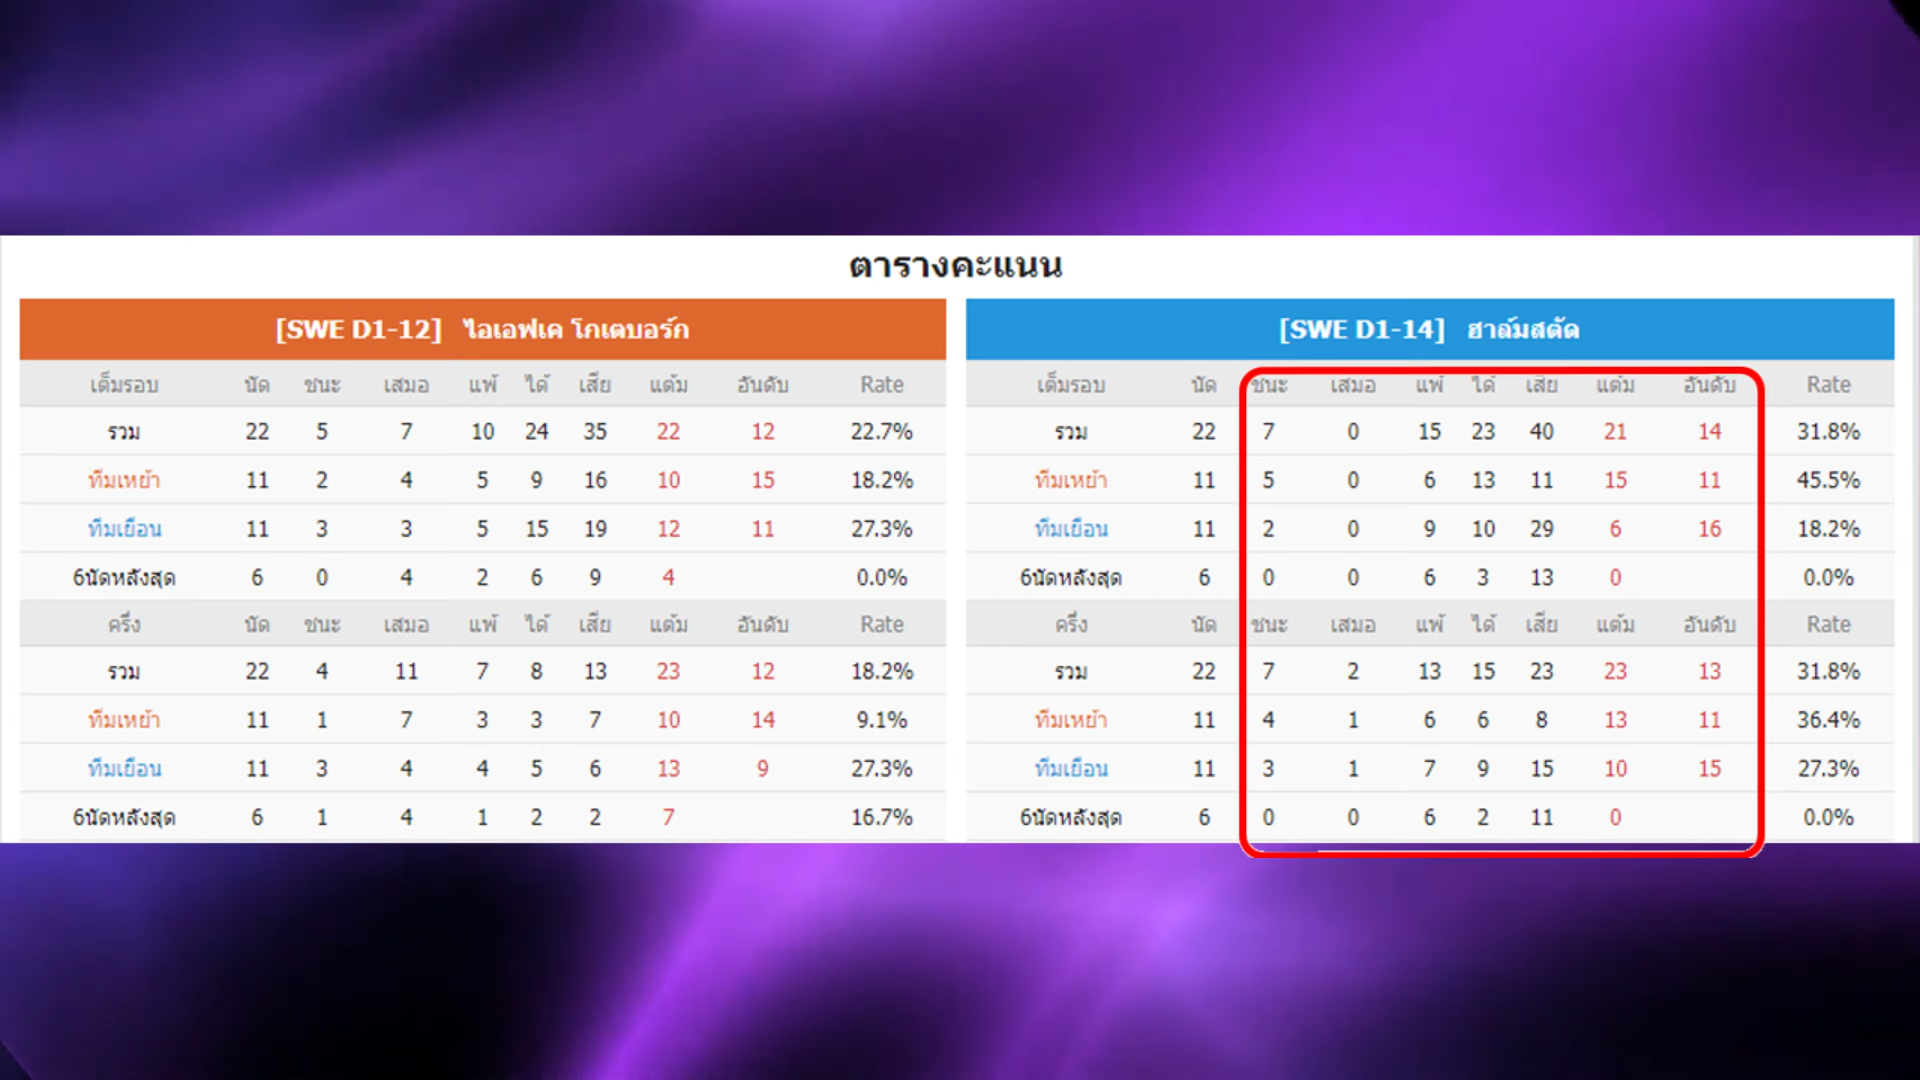 ตารางคะแนน
[SWE D1-12] ไอเอฟเค โกเตบอร์ก
เต็มรอบ นัด ชนะ เสมอ แพ้ ได้ เสีย แต้ม อันดับ Rate
รวม 22 5 7 10 24 35 22 12 22.7%
ทีมเหย้า 11 2 4 5 9 16 10 15 18.2%
ทีมเยือน 11 3 3 5 15 19 12 11 27.3%
6นัดหลังสุด 6 0 4 2 6 9 4 0.0%
ครึ่ง นัด ชนะ เสมอ แพ้ ได้ เสีย แต้ม อันดับ Rate
รวม 22 4 11 7 8 13 23 12 18.2%
ทีมเหย้า 11 1 7 3 3 7 10 14 9.1%
ทีมเยือน 11 3 4 4 5 6 13 9 27.3%
6นัดหลังสุด 6 1 4 1 2 2 7 16.7%
[SWE D1-14] ฮาล์มสตัด
เต็มรอบ นัด ชนะ เสมอ แพ้ ได้ เสีย แต้ม อันดับ Rate
รวม 22 7 0 15 23 40 21 14 31.8%
ทีมเหย้า 11 5 0 6 13 11 15 11 45.5%
ทีมเยือน 11 2 0 9 10 29 6 16 18.2%
6นัดหลังสุด 6 0 0 6 3 13 0 0.0%
ครึ่ง นัด ชนะ เสมอ แพ้ ได้ เสีย แต้ม อันดับ Rate
รวม 22 7 2 13 15 23 23 13 31.8%
ทีมเหย้า 11 4 1 6 6 8 13 11 36.4%
ทีมเยือน 11 3 1 7 9 15 10 15 27.3%
6นัดหลังสุด 6 0 0 6 2 11 0 0.0%